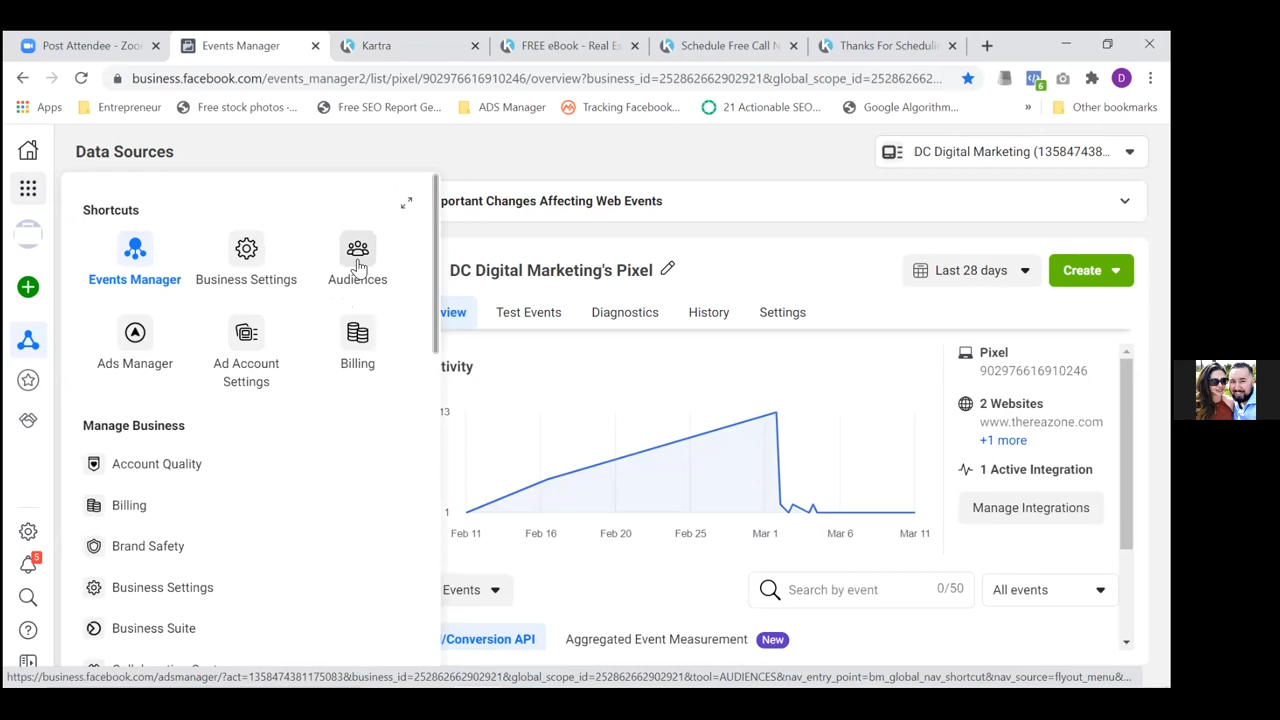 Post Attendee - Zoo
Events Manager
Kartra
FREE eBook - Real Es
Schedule Free Call N
Thanks For Schedulin
business.facebook.com/events_manager2/list/pixel/902976616910246/overview?business_id=252862662902921&global_scope_id=252862662...
D
Apps
Entrepreneur
Free stock photos -...
Free SEO Report Ge...
ADS Manager
Tracking Facebook...
21 Actionable SEO...
Google Algorithm...
»
Other bookmarks
6
Data Sources
DC Digital Marketing (135847438...
Shortcuts
portant Changes Affecting Web Events
Events Manager
Business Settings
Audiences
DC Digital Marketing's Pixel
Last 28 days
Create
view
Test Events
Diagnostics
History
Settings
Ads Manager
Ad Account
Settings
Billing
tivity
Pixel
902976616910246
2 Websites
www.thereazone.com
+1 more
1 Active Integration
Manage Integrations
13
1
Feb 11
Feb 16
Feb 20
Feb 25
Mar 1
Mar 6
Mar 11
Manage Business
Account Quality
Billing
Brand Safety
Business Settings
Business Suite
Events
Search by event
0/50
All events
/Conversion API
Aggregated Event Measurement
New
5
https://business.facebook.com/adsmanager/?act=1358474381175083&business_id=252862662902921&global_scope_id=252862662902921&tool=AUDIENCES&nav_entry_point=bm_global_nav_shortcut&nav_source=flyout_menu&...